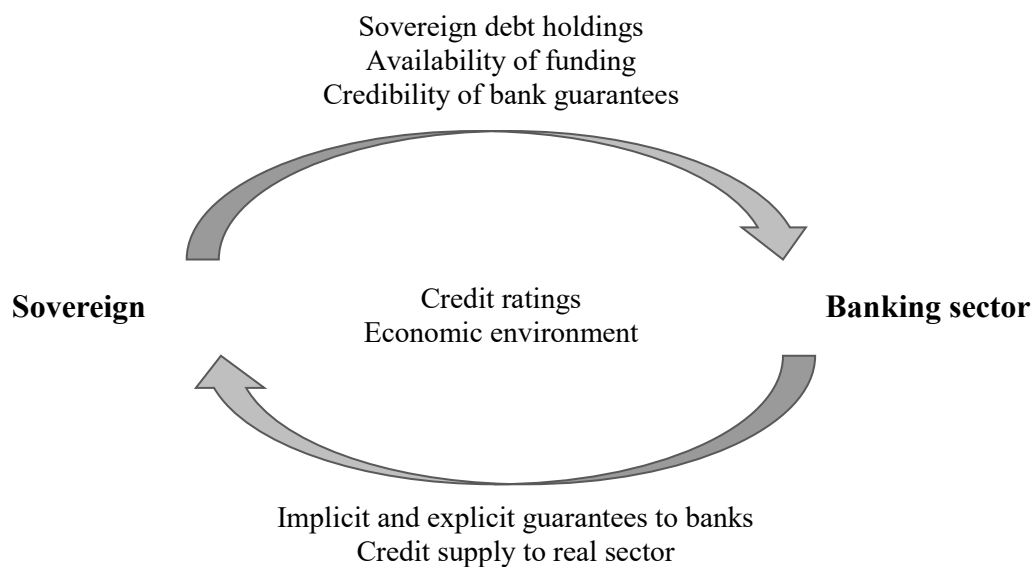 Sovereign debt holdings
Availability of funding
Credibility of bank guarantees
Sovereign
Credit ratings
Economic environment
Banking sector
Implicit and explicit guarantees to banks
Credit supply to real sector